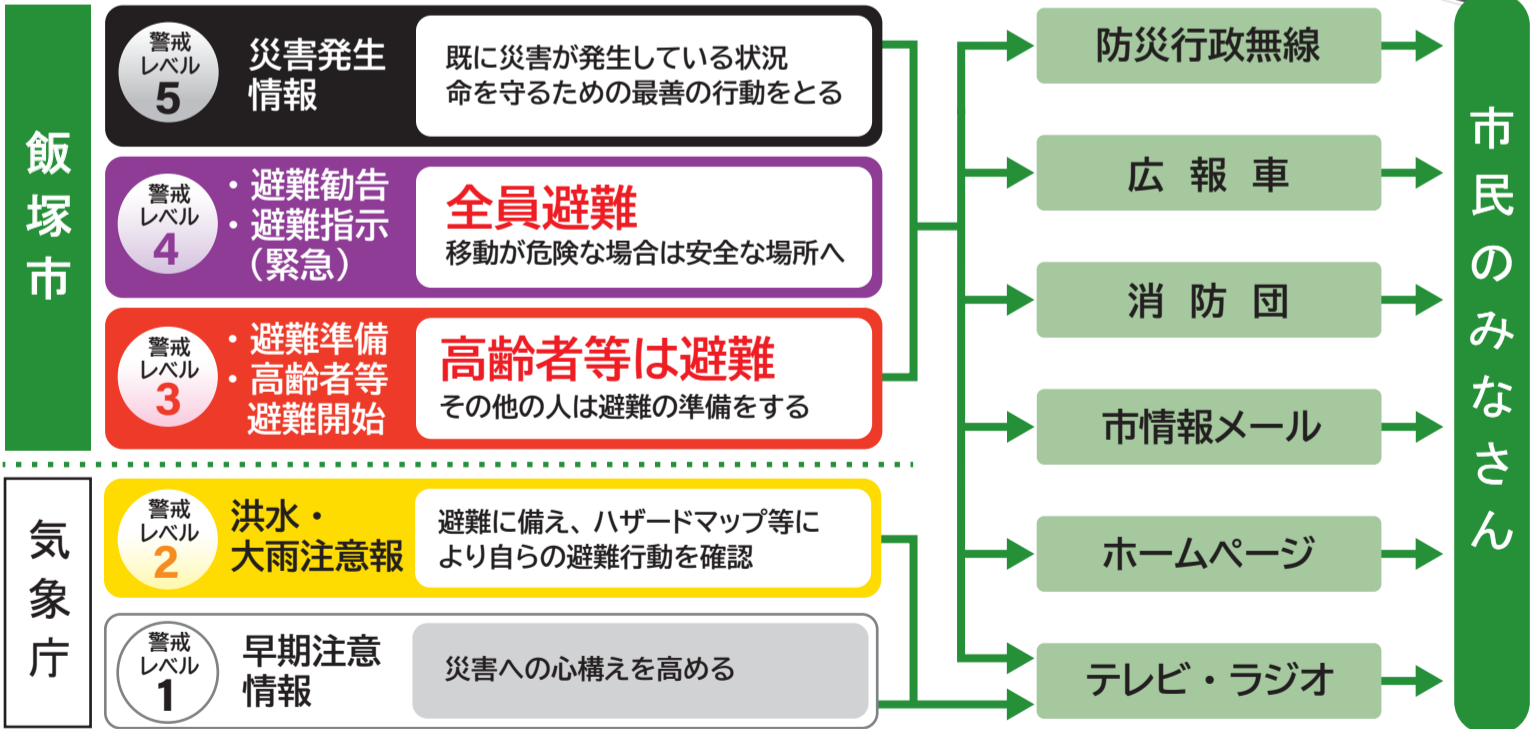 飯塚市
警戒
レベル
5
災害発生
情報
既に災害が発生している状況
命を守るための最善の行動をとる
警戒
レベル
4
・避難勧告
・避難指示
（緊急）
全員避難
移動が危険な場合は安全な場所へ
警戒
レベル
3
・避難準備
・高齢者等
避難開始
高齢者等は避難
その他の人は避難の準備をする
気象庁
警戒
レベル
2
洪水・
大雨注意報
避難に備え、ハザードマップ等に
より自らの避難行動を確認
警戒
レベル
1
早期注意
情報
災害への心構えを高める
防災行政無線
広報車
消防団
市情報メール
ホームページ
テレビ・ラジオ
市民のみなさん